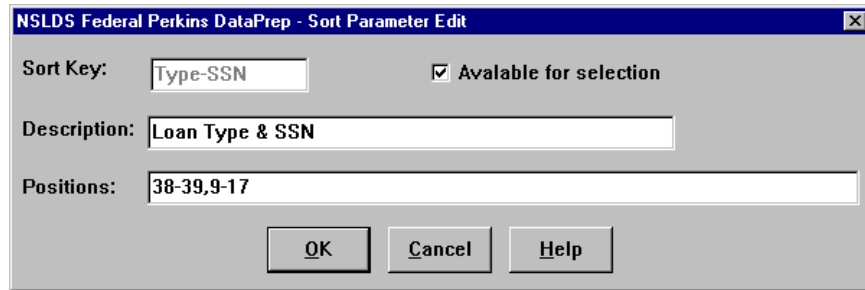 NSLDS Federal Perkins DataPrep - Sort Parameter Edit
Sort Key: Type-SSN Avalable for selection
Description: Loan Type & SSN
Positions: 38-39,9-17
OK Cancel Help